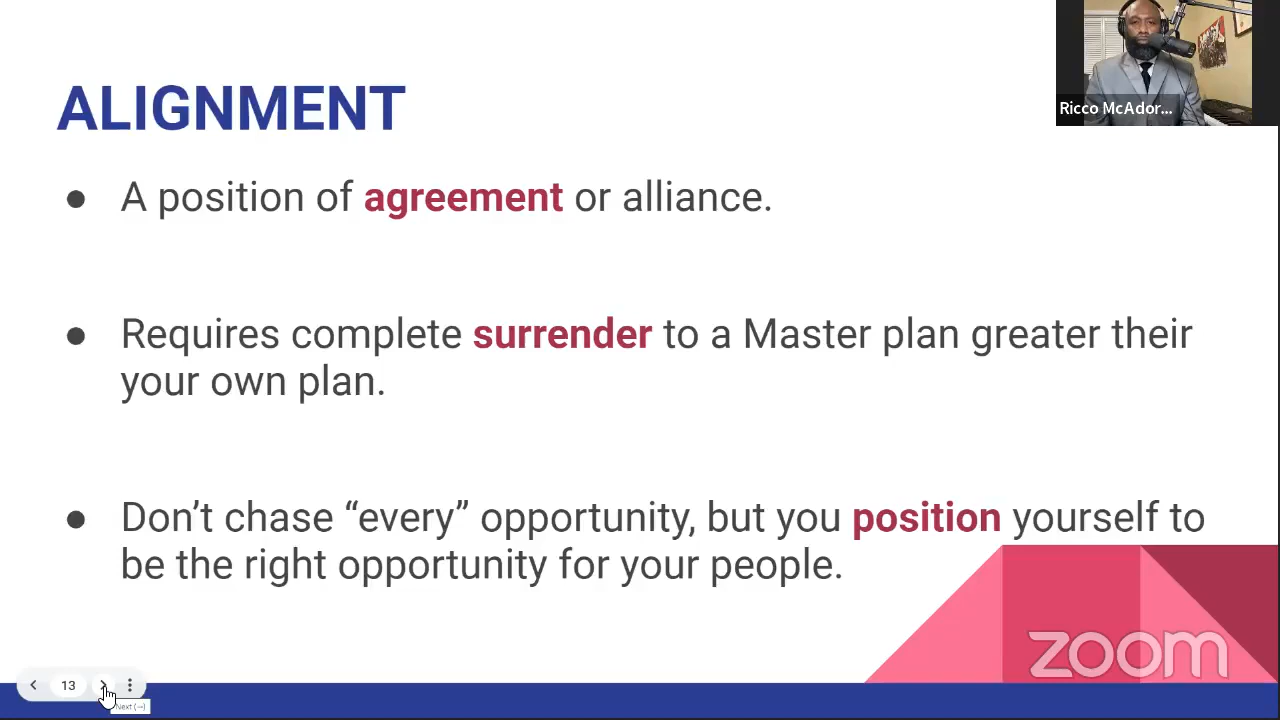 ALIGNMENT
Ricco McAdor...
● A position of agreement or alliance.
● Requires complete surrender to a Master plan greater their
your own plan.
● Don't chase “every” opportunity, but you position yourself to
be the right opportunity for your people.
zoom
13
Next (→)